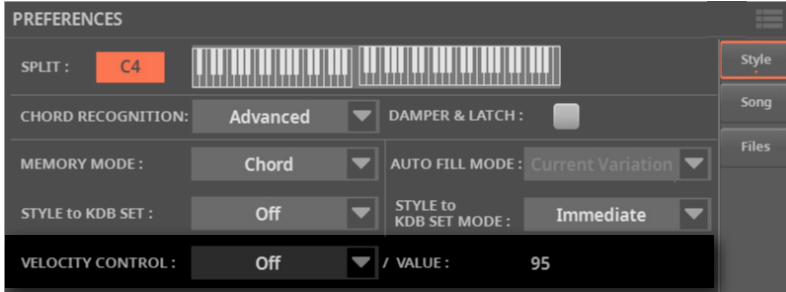 PREFERENCES
SPLIT : C4
Style
CHORD RECOGNITION: Advanced DAMPER & LATCH :
Song
MEMORY MODE : Chord AUTO FILL MODE : Current Variation
Files
STYLE to KDB SET : Off STYLE to
KDB SET MODE : Immediate
VELOCITY CONTROL : Off / VALUE : 95